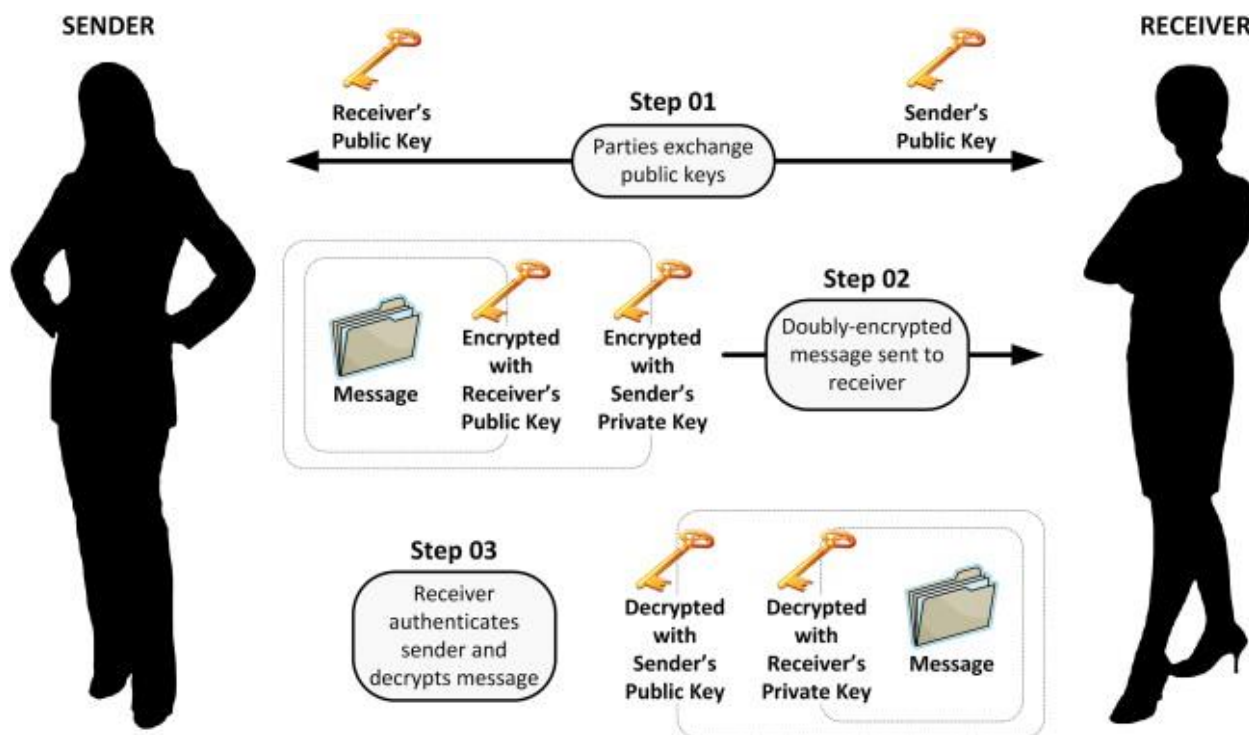 SENDER
RECEIVER
Receiver's
Public Key
Step 01
Parties exchange
public keys
Sender's
Public Key
Message
Encrypted
with
Receiver's
Public Key
Encrypted
with
Sender's
Private Key
Step 02
Doubly-encrypted
message sent to
receiver
Step 03
Receiver
authenticates
sender and
decrypts message
Decrypted
with
Sender's
Public Key
Decrypted
with
Receiver's
Private Key
Message